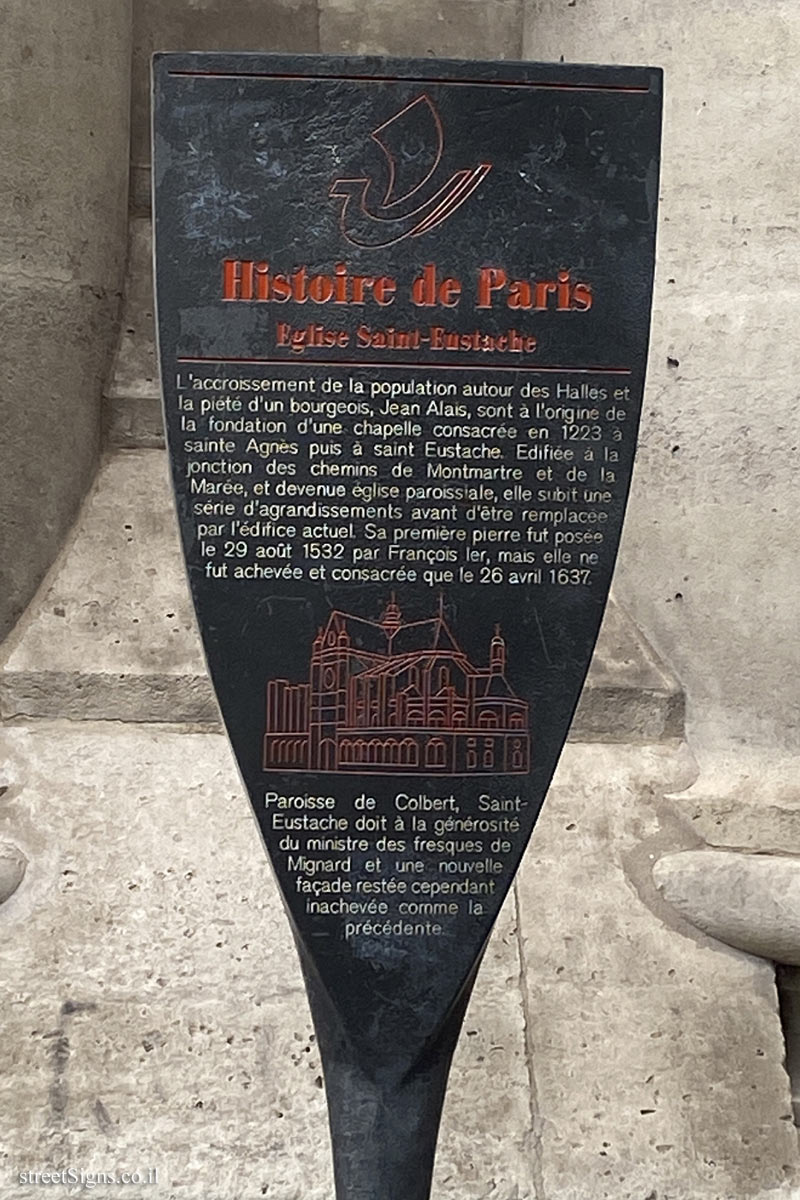 Histoire de Paris
Eglise Saint-Eustache
L'accroissement de la population autour des Halles et
la piété d'un bourgeois, Jean Alais, sont à l'origine de
la fondation d'une chapelle consacrée en 1223 à
sainte Agnès puis à saint Eustache. Edifiée à la
jonction des chemins de Montmartre et de la
Marée, et devenue église paroissiale, elle subit une
série d'agrandissements avant d'être remplacée
par l'édifice actuel. Sa première pierre fut posée
le 29 août 1532 par François Ier, mais elle ne
fut achevée et consacrée que le 26 avril 1637.
Paroisse de Colbert, Saint-
Eustache doit à la générosité
du ministre des fresques de
Mignard et une nouvelle
façade restée cependant
inachevée comme la
précédente.
streetSigns.co.il